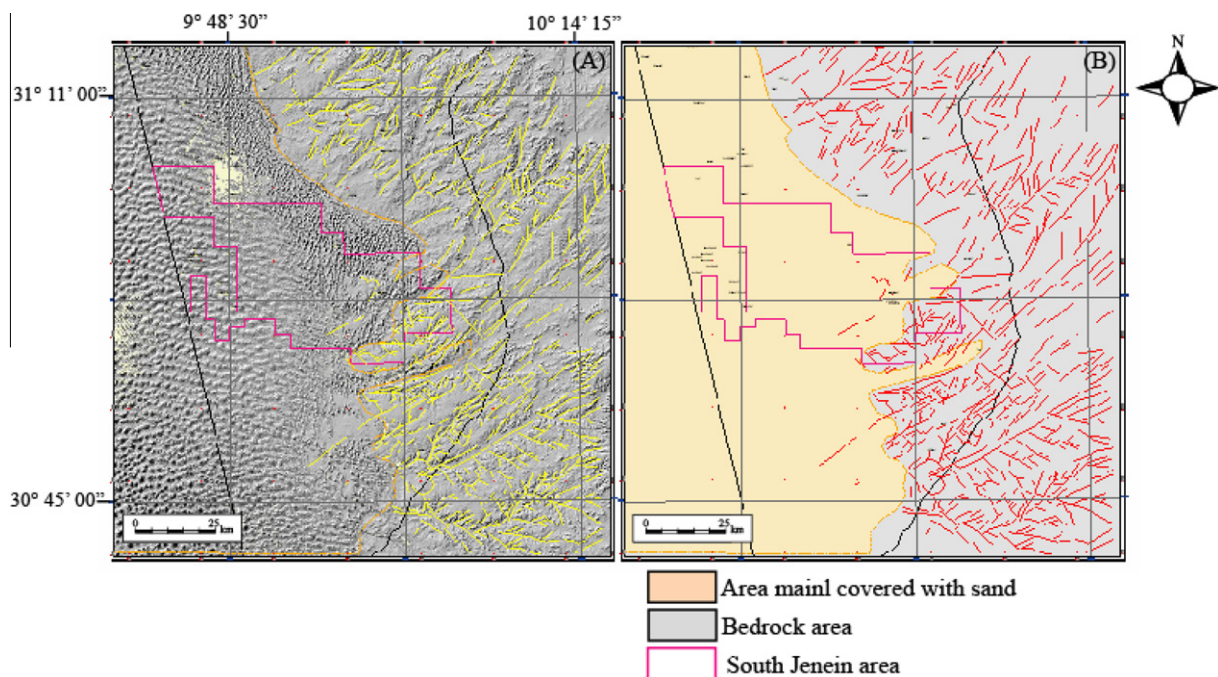 9° 48’ 30”
10° 14’ 15”
(A)
(B)
N
31° 11’ 00”
30° 45’ 00”
0 25
km
0 25
km
Area mainl covered with sand
Bedrock area
South Jenein area